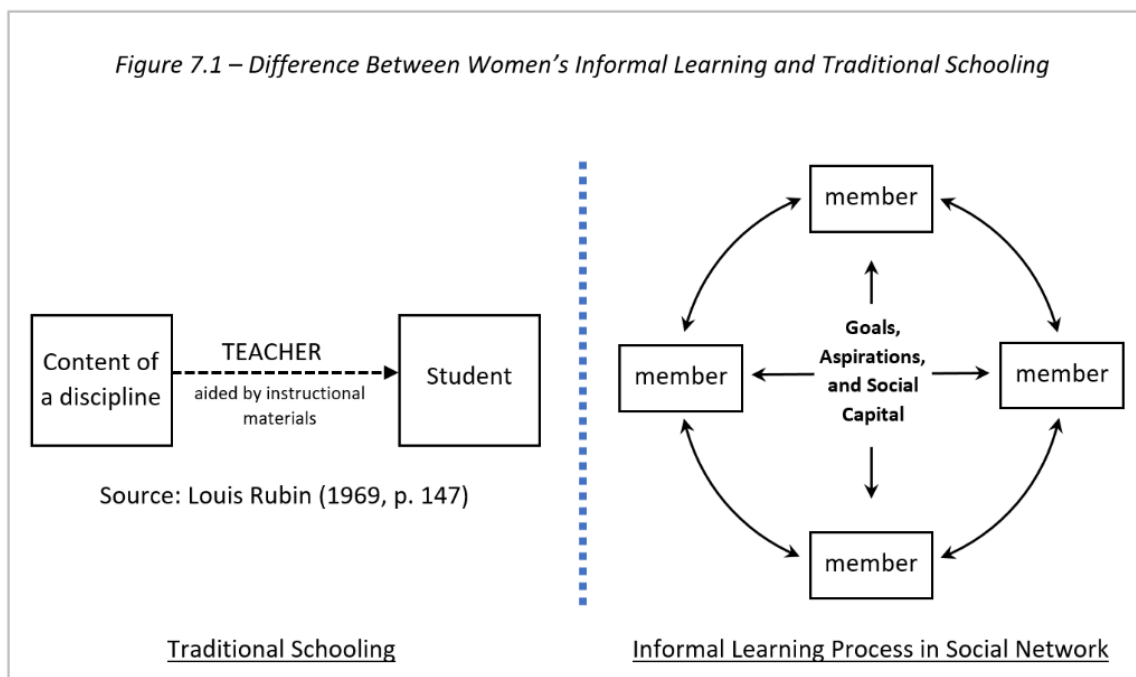 Figure 7.1 – Difference Between Women's Informal Learning and Traditional Schooling
Content of
a discipline
TEACHER
aided by instructional
materials
Student
Source: Louis Rubin (1969, p. 147)
Traditional Schooling
member
member
Goals,
Aspirations,
and Social
Capital
member
member
Informal Learning Process in Social Network